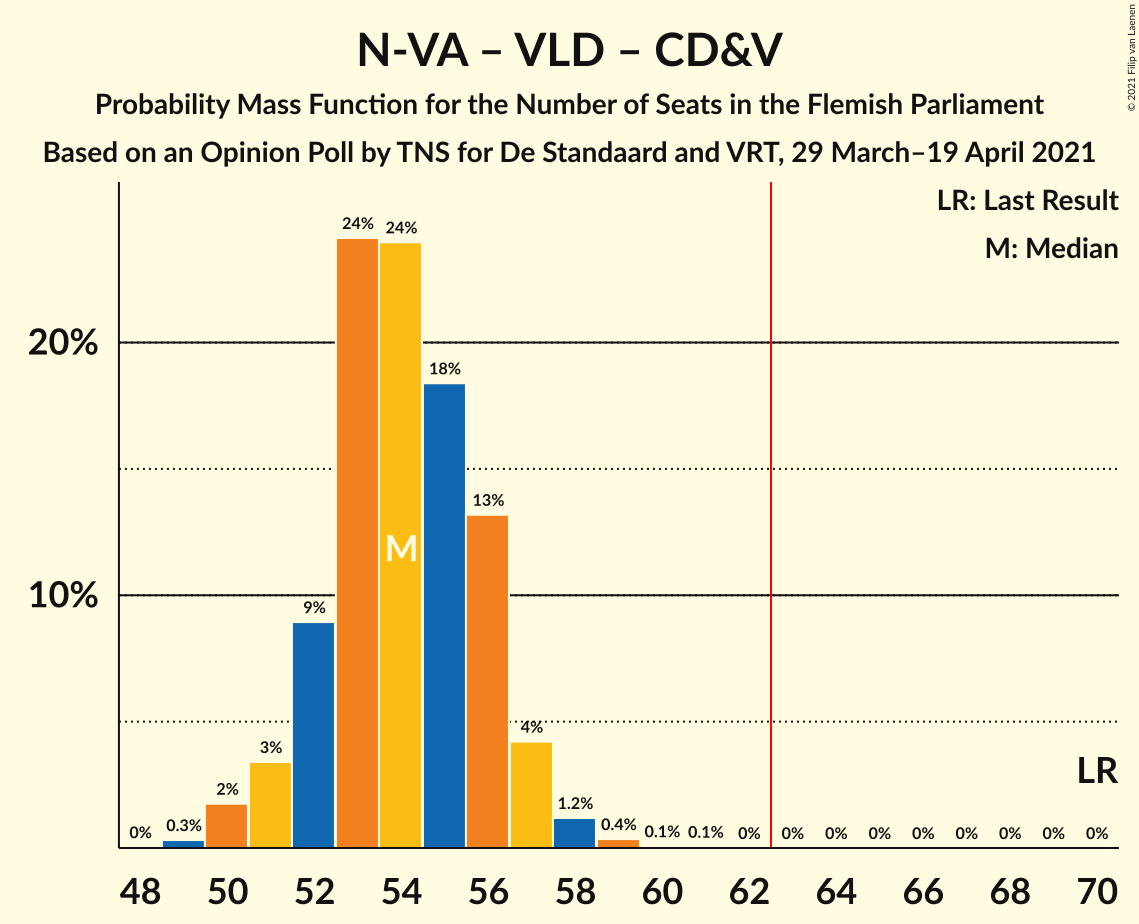 N-VA – VLD – CD&V
Probability Mass Function for the Number of Seats in the Flemish Parliament
Based on an Opinion Poll by TNS for De Standaard and VRT, 29 March–19 April 2021
© 2021 Filip van Laenen
LR: Last Result
M: Median
24% 24%
20%
18%
13%
M
10%
9%
4%
3%
LR
2%
1.2%
0% 0.3% 0.4% 0.1% 0.1% 0% 0% 0% 0% 0% 0% 0% 0% 0%
48 50 52 54 56 58 60 62 64 66 68 70